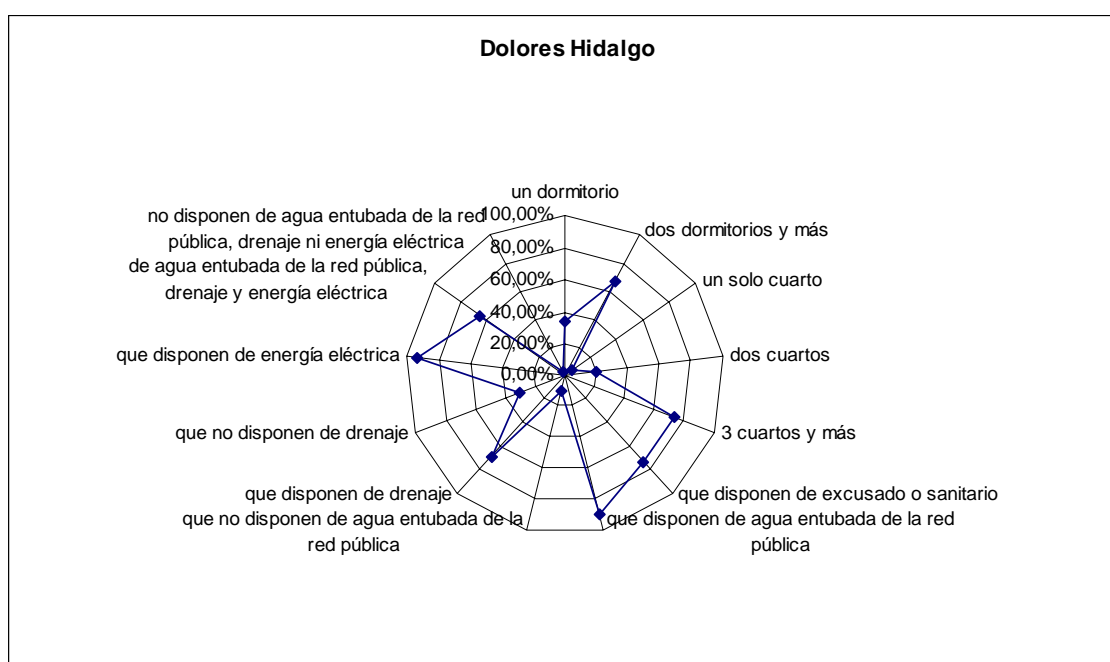 Dolores Hidalgo
un dormitorio
100,00%
80,00%
60,00%
40,00%
20,00%
0,00%
dos dormitorios y más
un solo cuarto
dos cuartos
3 cuartos y más
que disponen de excusado o sanitario
que disponen de agua entubada de la red
pública
que no disponen de agua entubada de la
red pública
que disponen de drenaje
que no disponen de drenaje
que disponen de energía eléctrica
de agua entubada de la red pública,
drenaje y energía eléctrica
no disponen de agua entubada de la red
pública, drenaje ni energía eléctrica